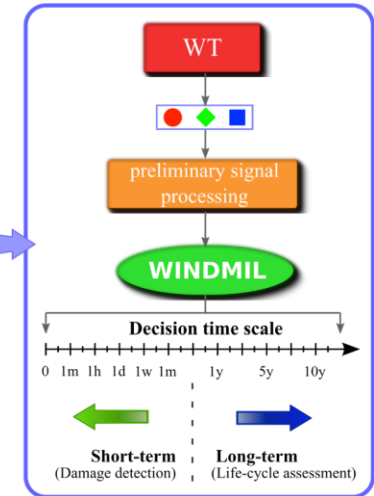 WT
preliminary signal
processing
WINDMIL
Decision time scale
0 1m 1h 1d 1w 1m 1y 5y 10y
Short-term Long-term
(Damage detection) (Life-cycle assessment)